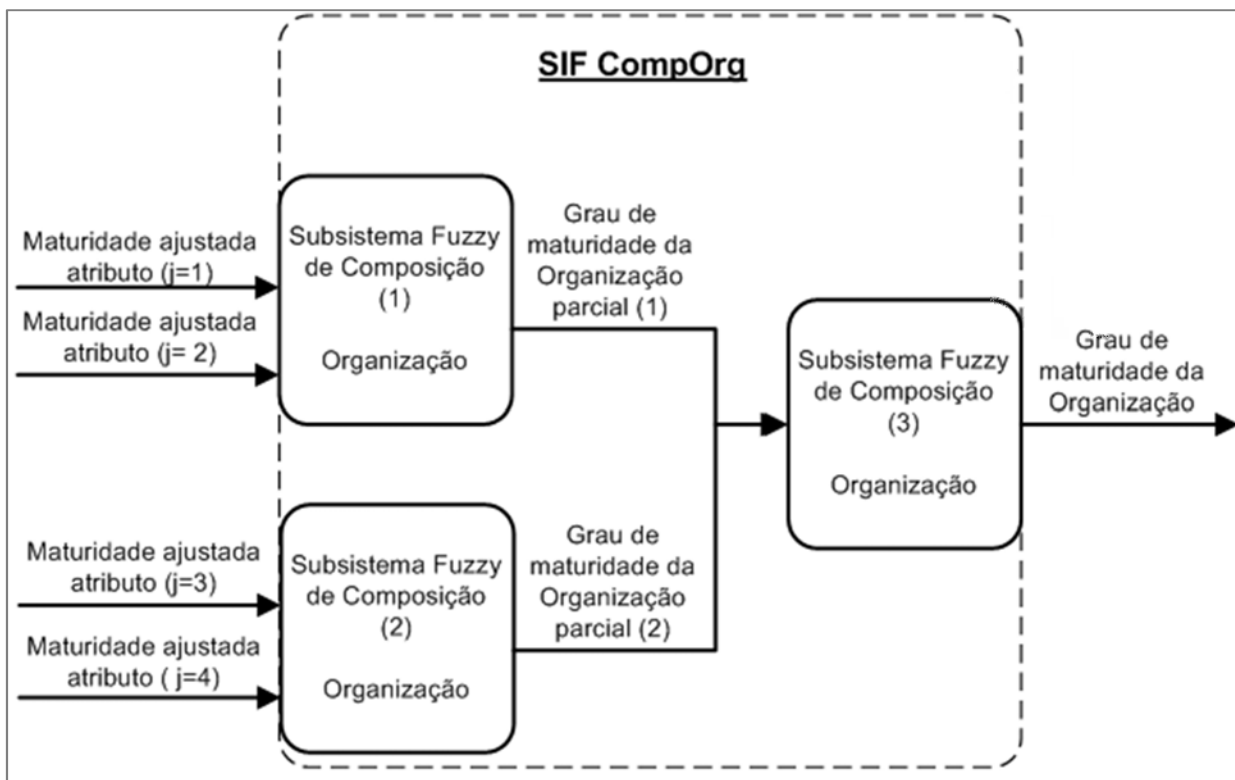 SIF CompOrg
Maturidade ajustada
atributo (j=1)
Maturidade ajustada
atributo (j= 2)
Subsistema Fuzzy
de Composição
(1)
Organização
Grau de
maturidade da
Organização
parcial (1)
Maturidade ajustada
atributo (j=3)
Maturidade ajustada
atributo ( j=4)
Subsistema Fuzzy
de Composição
(2)
Organização
Grau de
maturidade da
Organização
parcial (2)
Subsistema Fuzzy
de Composição
(3)
Organização
Grau de
maturidade da
Organização